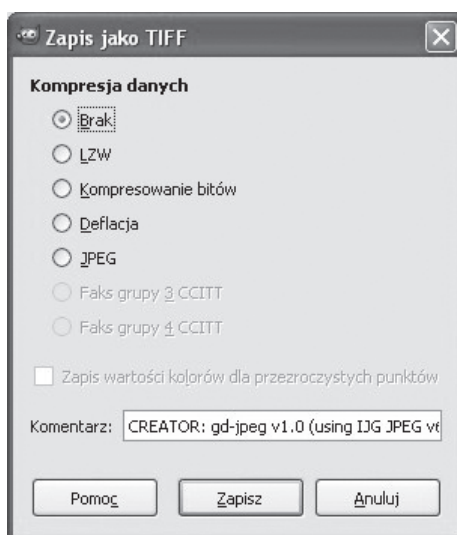 Zapis jako TIFF
Kompresja danych
Brak
LZW
Kompresowanie bitów
Deflacja
JPEG
Faks grupy 3 CCITT
Faks grupy 4 CCITT
Zapis wartości kolorów dla przezroczystych punktów
Komentarz: CREATOR: gd-jpeg v1.0 (using IJG JPEG v6
Pomoc Zapisz Anuluj